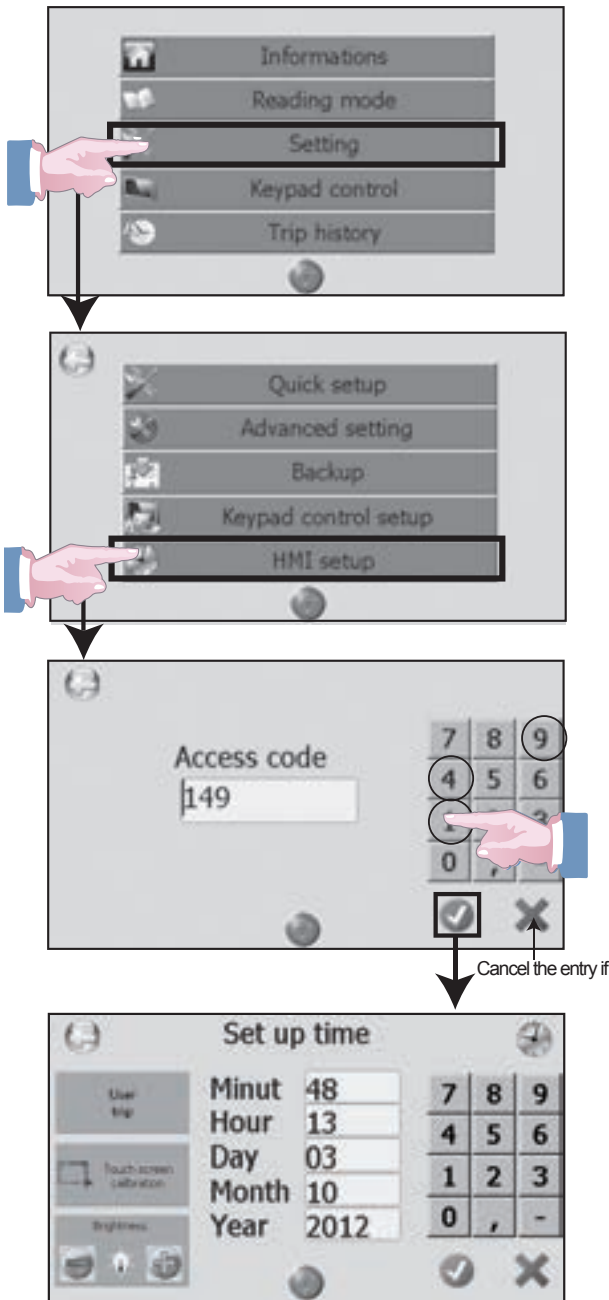 Informations
Reading mode
Setting
Keypad control
Trip history
Quick setup
Advanced setting
Backup
Keypad control setup
HMI setup
Access code
149
7 8 9
4 5 6
1 3
0 ,
Cancel the entry if
Set up time
User
trip
Touch screen
calibration
Brightness
Minut 48
Hour 13
Day 03
Month 10
Year 2012
7 8 9
4 5 6
1 2 3
0 , -